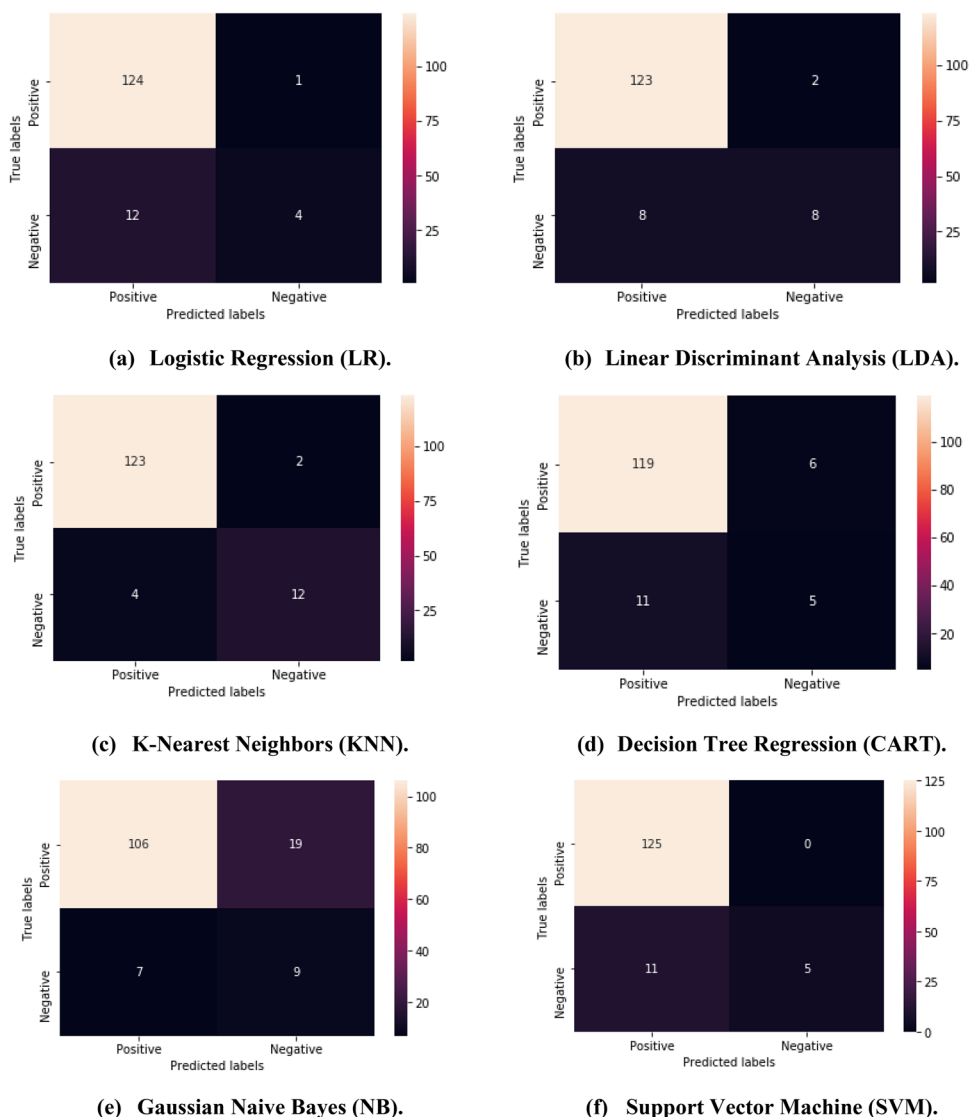 124
1
12
4
Positive
Negative
True labels
Positive
Negative
Predicted labels
100
75
50
25
(a) Logistic Regression (LR).
123
2
8
8
Positive
Negative
True labels
Positive
Negative
Predicted labels
100
75
50
25
(b) Linear Discriminant Analysis (LDA).
123
2
4
12
Positive
Negative
True labels
Positive
Negative
Predicted labels
100
75
50
25
(c) K-Nearest Neighbors (KNN).
119
6
11
5
Positive
Negative
True labels
Positive
Negative
Predicted labels
100
80
60
40
20
(d) Decision Tree Regression (CART).
106
19
7
9
Positive
Negative
True labels
Positive
Negative
Predicted labels
100
80
60
40
20
(e) Gaussian Naive Bayes (NB).
125
0
11
5
Positive
Negative
True labels
Positive
Negative
Predicted labels
125
100
75
50
25
0
(f) Support Vector Machine (SVM).